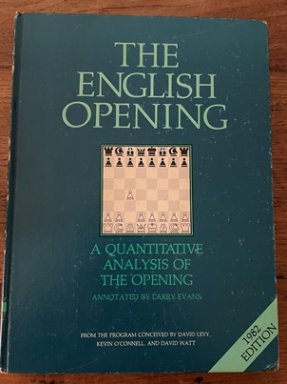 THE
ENGLISH
OPENING
A QUANTITATIVE
ANALYSIS OF
THE OPENING
ANNOTATED BY LARRY EVANS
FROM THE PROGRAM CONCEIVED BY DAVID LEVY,
KEVIN O'CONNELL, AND DAVID WATT
1982
EDITION